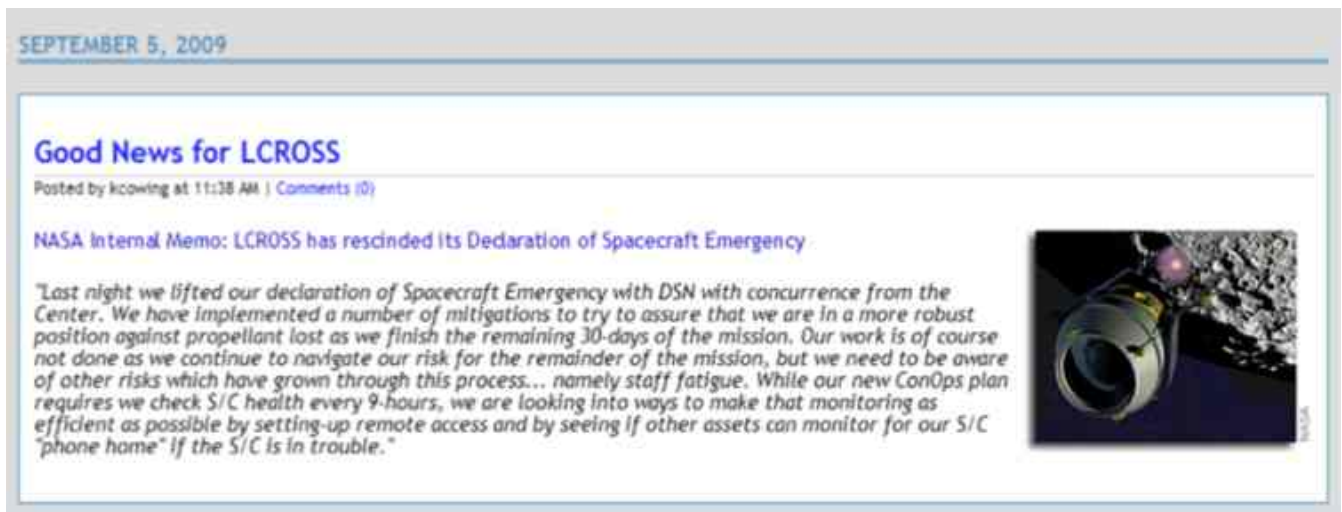 SEPTEMBER 5, 2009
Good News for LCROSS
Posted by kcowing at 11:38 AM | Comments (0)
NASA Internal Memo: LCROSS has rescinded its Declaration of Spacecraft Emergency
"Last night we lifted our declaration of Spacecraft Emergency with DSN with concurrence from the
Center. We have implemented a number of mitigations to try to assure that we are in a more robust
position against propellant lost as we finish the remaining 30-days of the mission. Our work is of course
not done as we continue to navigate our risk for the remainder of the mission, but we need to be aware
of other risks which have grown through this process... namely staff fatigue. While our new ConOps plan
requires we check S/C health every 9-hours, we are looking into ways to make that monitoring as
efficient as possible by setting-up remote access and by seeing if other assets can monitor for our S/C
"phone home" if the S/C is in trouble."
NASA